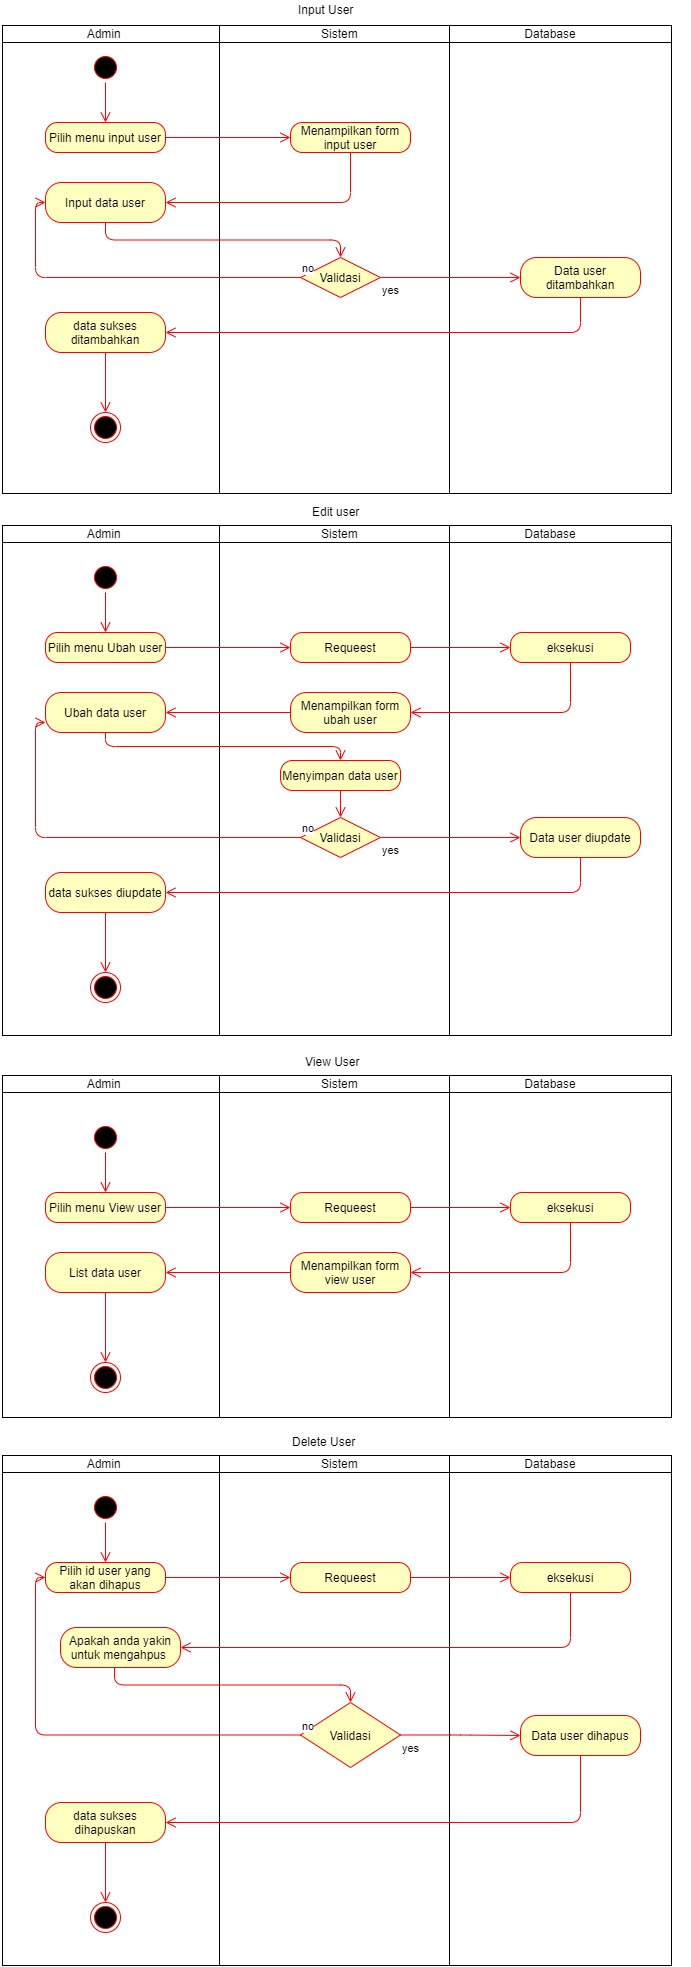 Input User
Admin
Sistem
Database
Pilih menu input user
Menampilkan form
input user
Input data user
no
Validasi
yes
Data user
ditambahkan
data sukses
ditambahkan
Edit user
Admin
Sistem
Database
Pilih menu Ubah user
Requeest
eksekusi
Ubah data user
Menampilkan form
ubah user
Menyimpan data user
no
Validasi
yes
Data user diupdate
data sukses diupdate
View User
Admin
Sistem
Database
Pilih menu View user
Requeest
eksekusi
List data user
Menampilkan form
view user
Delete User
Admin
Sistem
Database
Pilih id user yang
akan dihapus
Requeest
eksekusi
Apakah anda yakin
untuk mengahpus
no
Validasi
yes
Data user dihapus
data sukses
dihapuskan